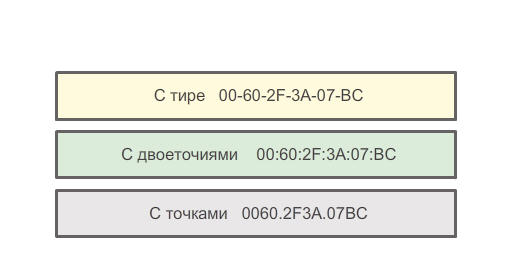 С тире 00-60-2F-3A-07-BC
С двоеточиями 00:60:2F:3A:07:BC
С точками 0060.2F3A.07BC